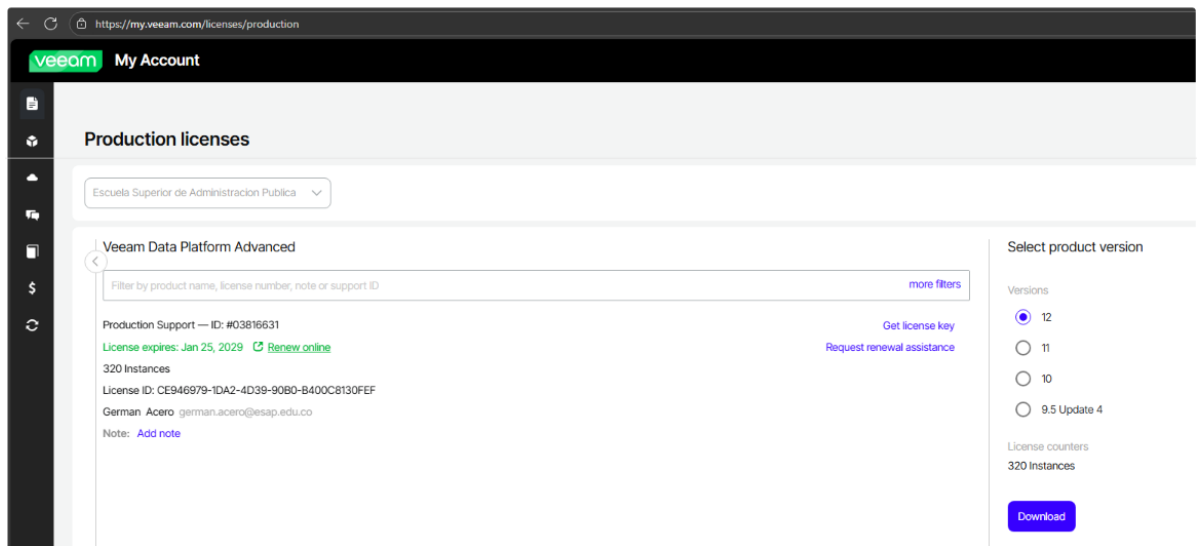 https://my.veeam.com/licenses/production
veeam My Account
Production licenses
Escuela Superior de Administracion Publica
Veeam Data Platform Advanced
Filter by product name, license number, note or support ID more filters
Production Support — ID: #03816631 Get license key
License expires: Jan 25, 2029 Renew online Request renewal assistance
320 Instances
License ID: CE946979-1DA2-4D39-90B0-B400C8130FEF
German Acero german.acero@esap.edu.co
Note: Add note
Select product version
Versions
12
11
10
9.5 Update 4
License counters
320 Instances
Download